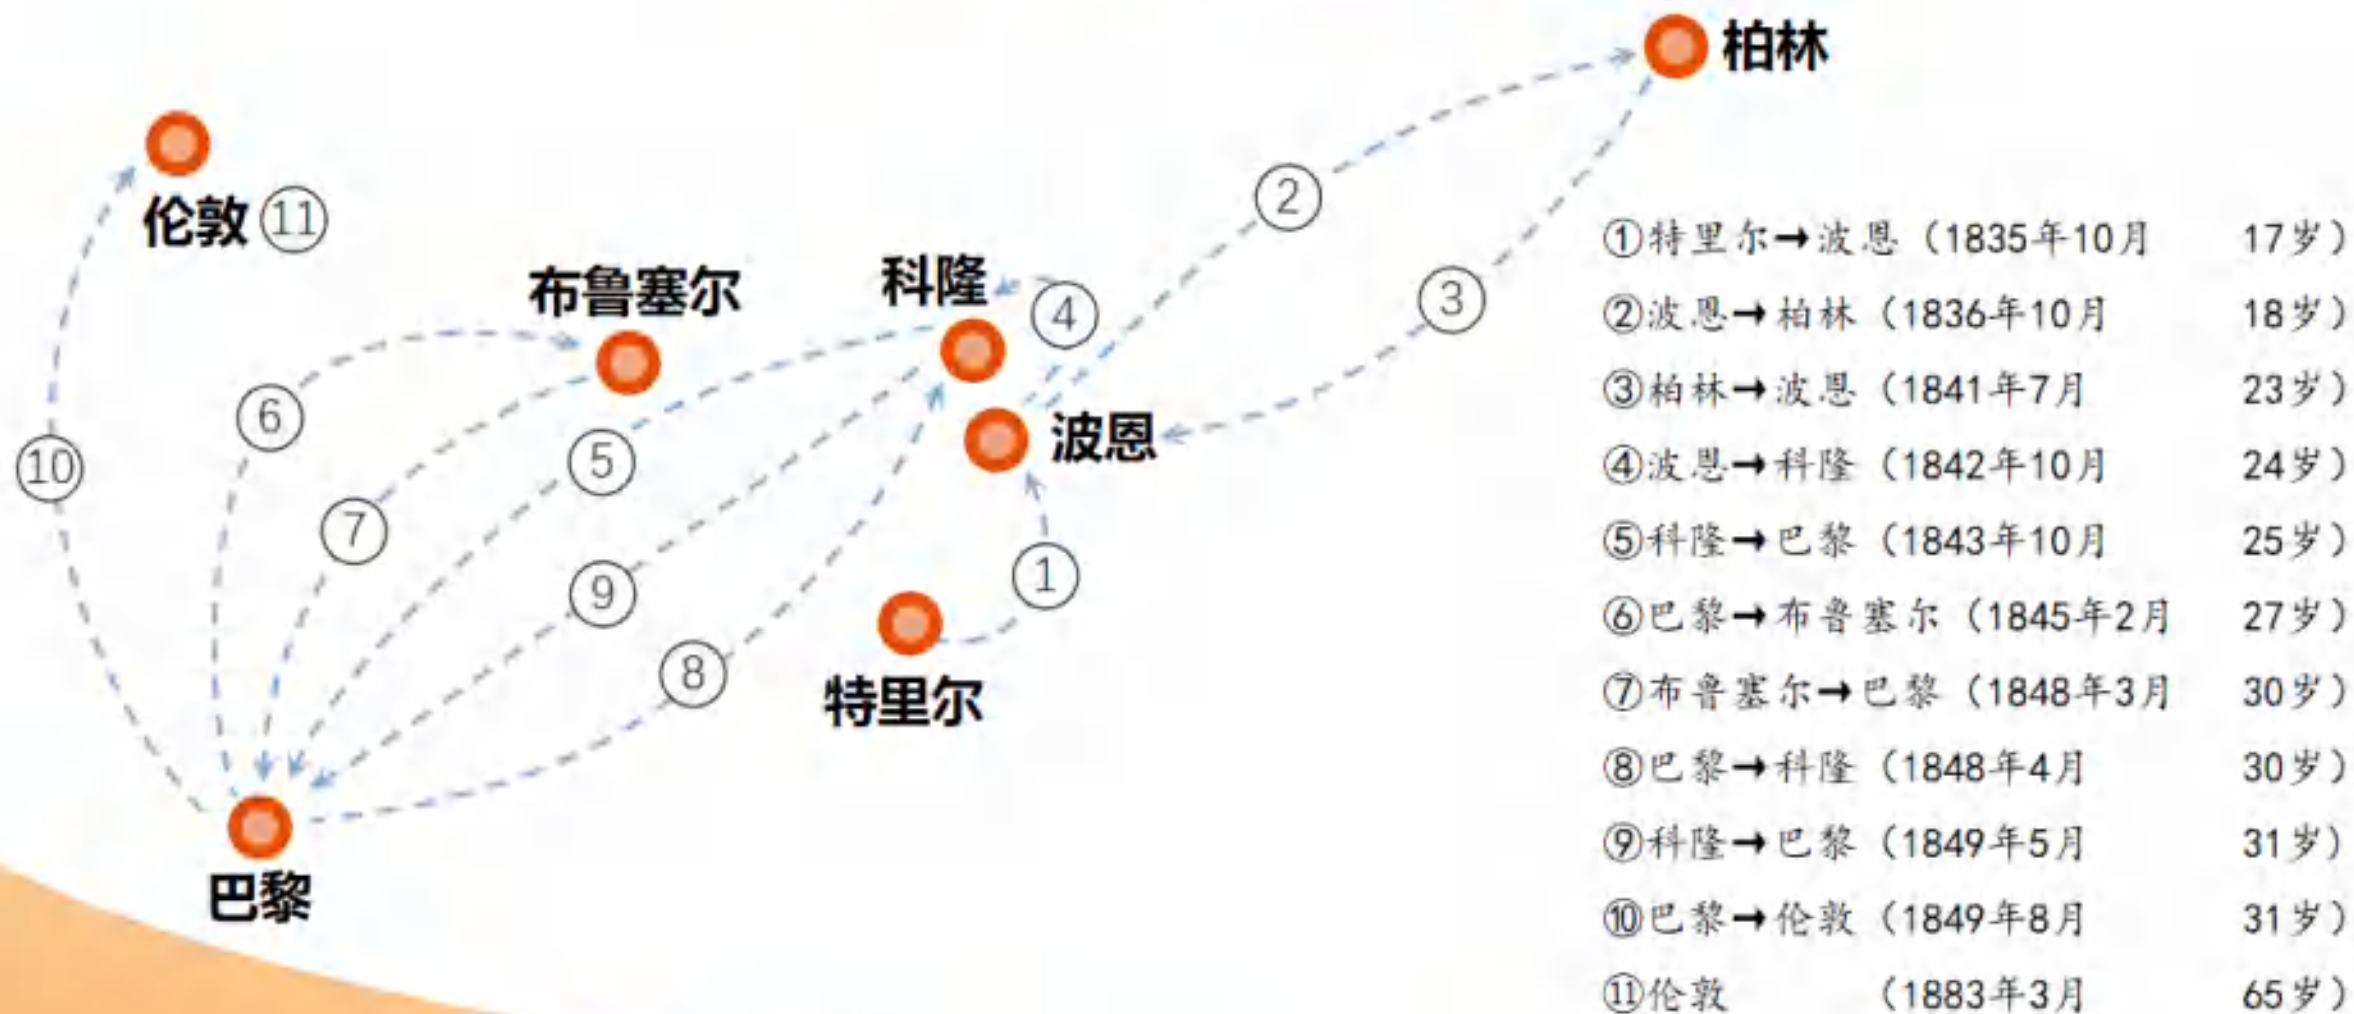 柏林
伦敦⑪
布鲁塞尔
科隆
④
②
③
⑥
⑤
波恩
⑩
⑦
⑨
①
⑧
特里尔
巴黎
①特里尔→波恩（1835年10月 17岁）
②波恩→柏林（1836年10月 18岁）
③柏林→波恩（1841年7月 23岁）
④波恩→科隆（1842年10月 24岁）
⑤科隆→巴黎（1843年10月 25岁）
⑥巴黎→布鲁塞尔（1845年2月 27岁）
⑦布鲁塞尔→巴黎（1848年3月 30岁）
⑧巴黎→科隆（1848年4月 30岁）
⑨科隆→巴黎（1849年5月 31岁）
⑩巴黎→伦敦（1849年8月 31岁）
⑪伦敦（1883年3月 65岁）